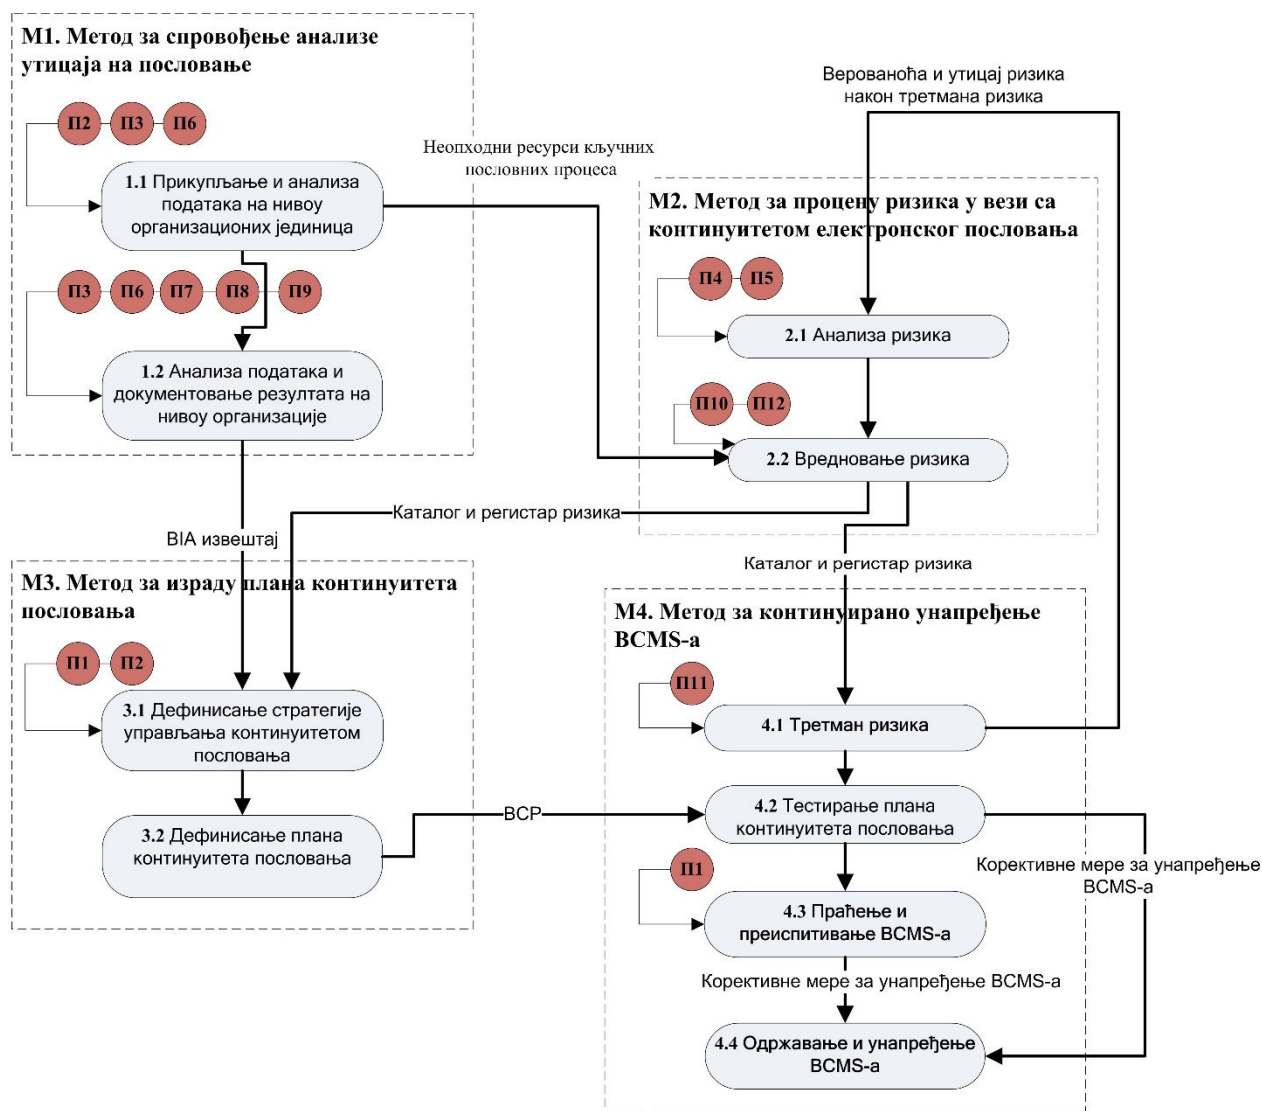 М1. Метод за спровођење анализе
утицаја на пословање
П2
П3
П6
1.1 Прикупљање и анализа
података на нивоу
организационих јединица
П3
П6
П7
П8
П9
1.2 Анализа података и
документовање резултата на
нивоу организације
Неопходни ресурси кључних
пословних процеса
Верованоћа и утицај ризика
након третмана ризика
М2. Метод за процену ризика у вези са
континуитетом електронског пословања
П4
П5
2.1 Анализа ризика
П10
П12
2.2 Вредновање ризика
Каталог и регистар ризика
BIA извештај
Каталог и регистар ризика
М3. Метод за израду плана континуитета
пословања
П1
П2
3.1 Дефинисање стратегије
управљања континуитетом
пословања
3.2 Дефинисање плана
континуитета пословања
BCP
М4. Метод за континуирано унапређење
BCMS-а
П11
4.1 Третман ризика
4.2 Тестирање плана
континуитета пословања
П1
4.3 Праћење и
преиспитивање BCMS-а
Корективне мере за унапређење
BCMS-а
Корективне мере за унапређење BCMS-а
4.4 Одржавање и унапређење
BCMS-а